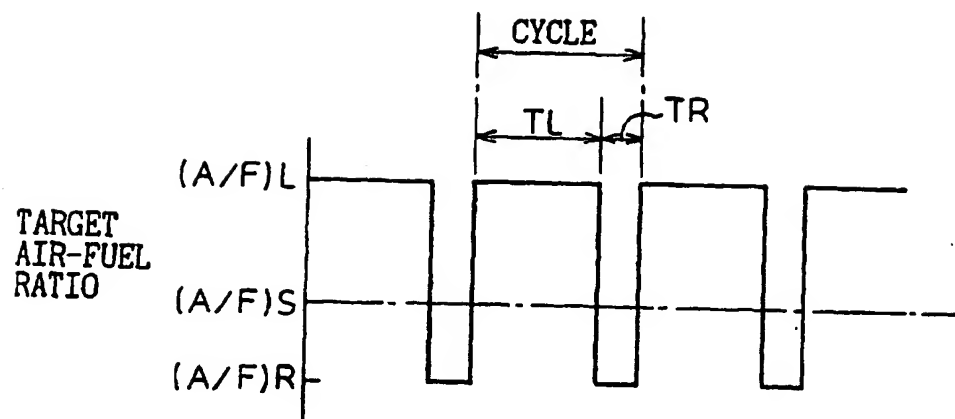 CYCLE
TL
TR
(A/F)L
TARGET
AIR-FUEL
RATIO
(A/F)S
(A/F)R